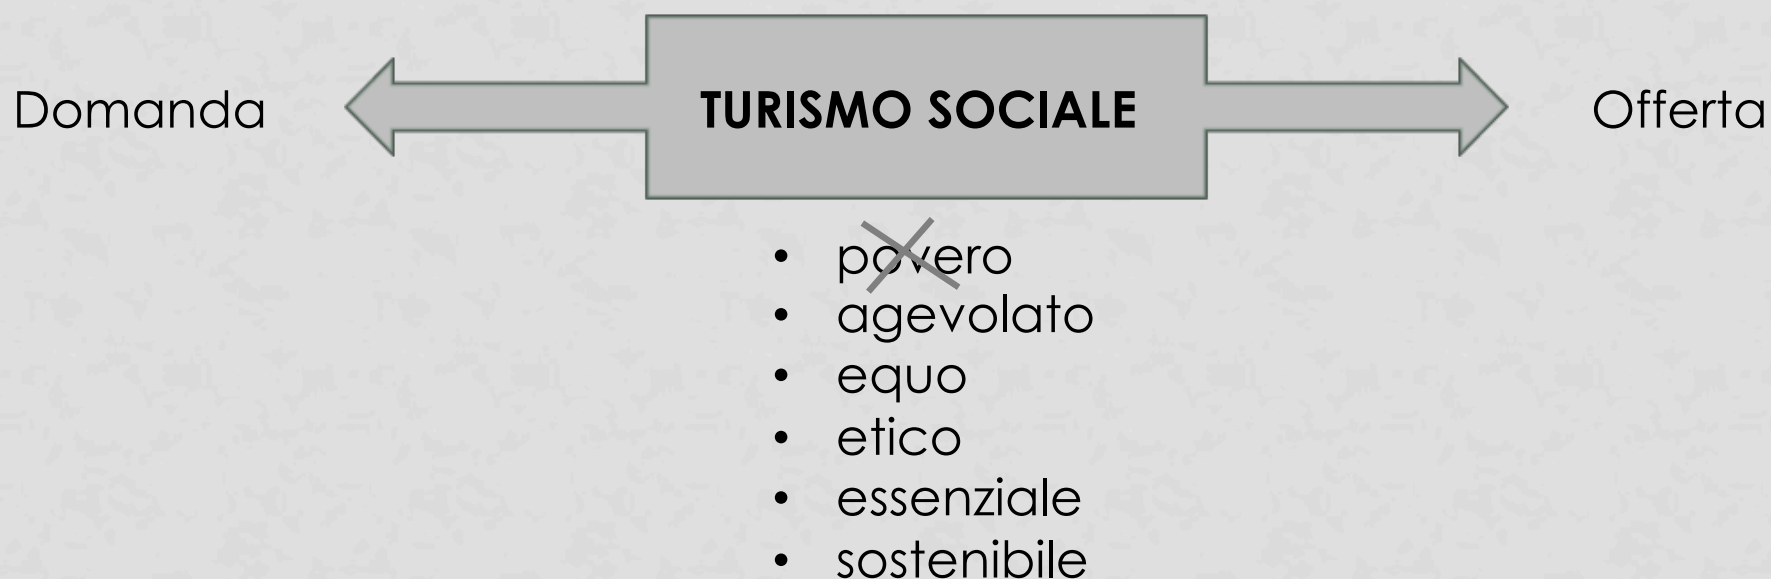 Domanda TURISMO SOCIALE Offerta
• povero
• agevolato
• equo
• etico
• essenziale
• sostenibile